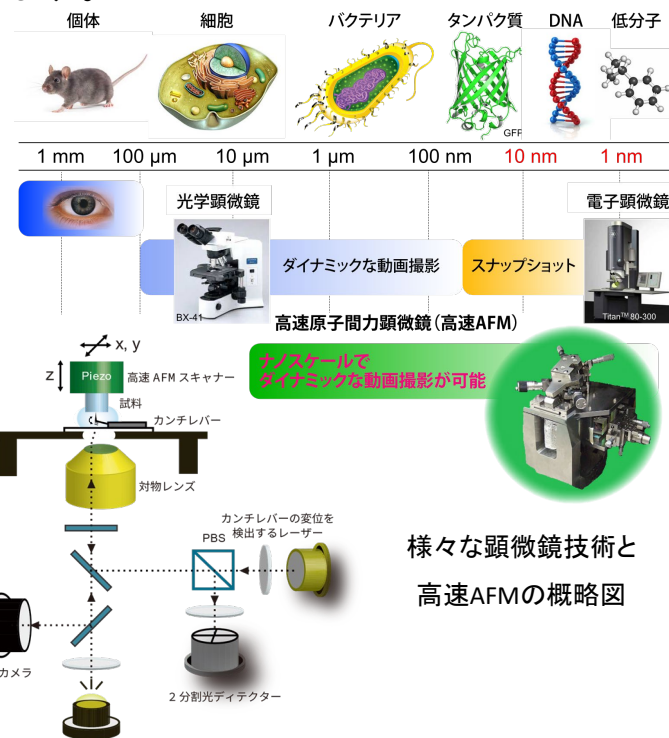 個体 細胞 バクテリア タンパク質 DNA 低分子
GFP
1 mm 100 µm 10 µm 1 µm 100 nm 10 nm 1 nm
光学顕微鏡 電子顕微鏡
ダイナミックな動画撮影 スナップショット
BX-41 Titan™ 80-300
高速原子間力顕微鏡(高速AFM)
x, y
ナノスケールで
ダイナミックな動画撮影が可能
z Piezo 高速 AFM スキャナー
試料
カンチレバー
対物レンズ
カンチレバーの変位を
検出するレーザー
PBS
様々な顕微鏡技術と
高速AFMの概略図
カメラ
2 分割光ディテクター